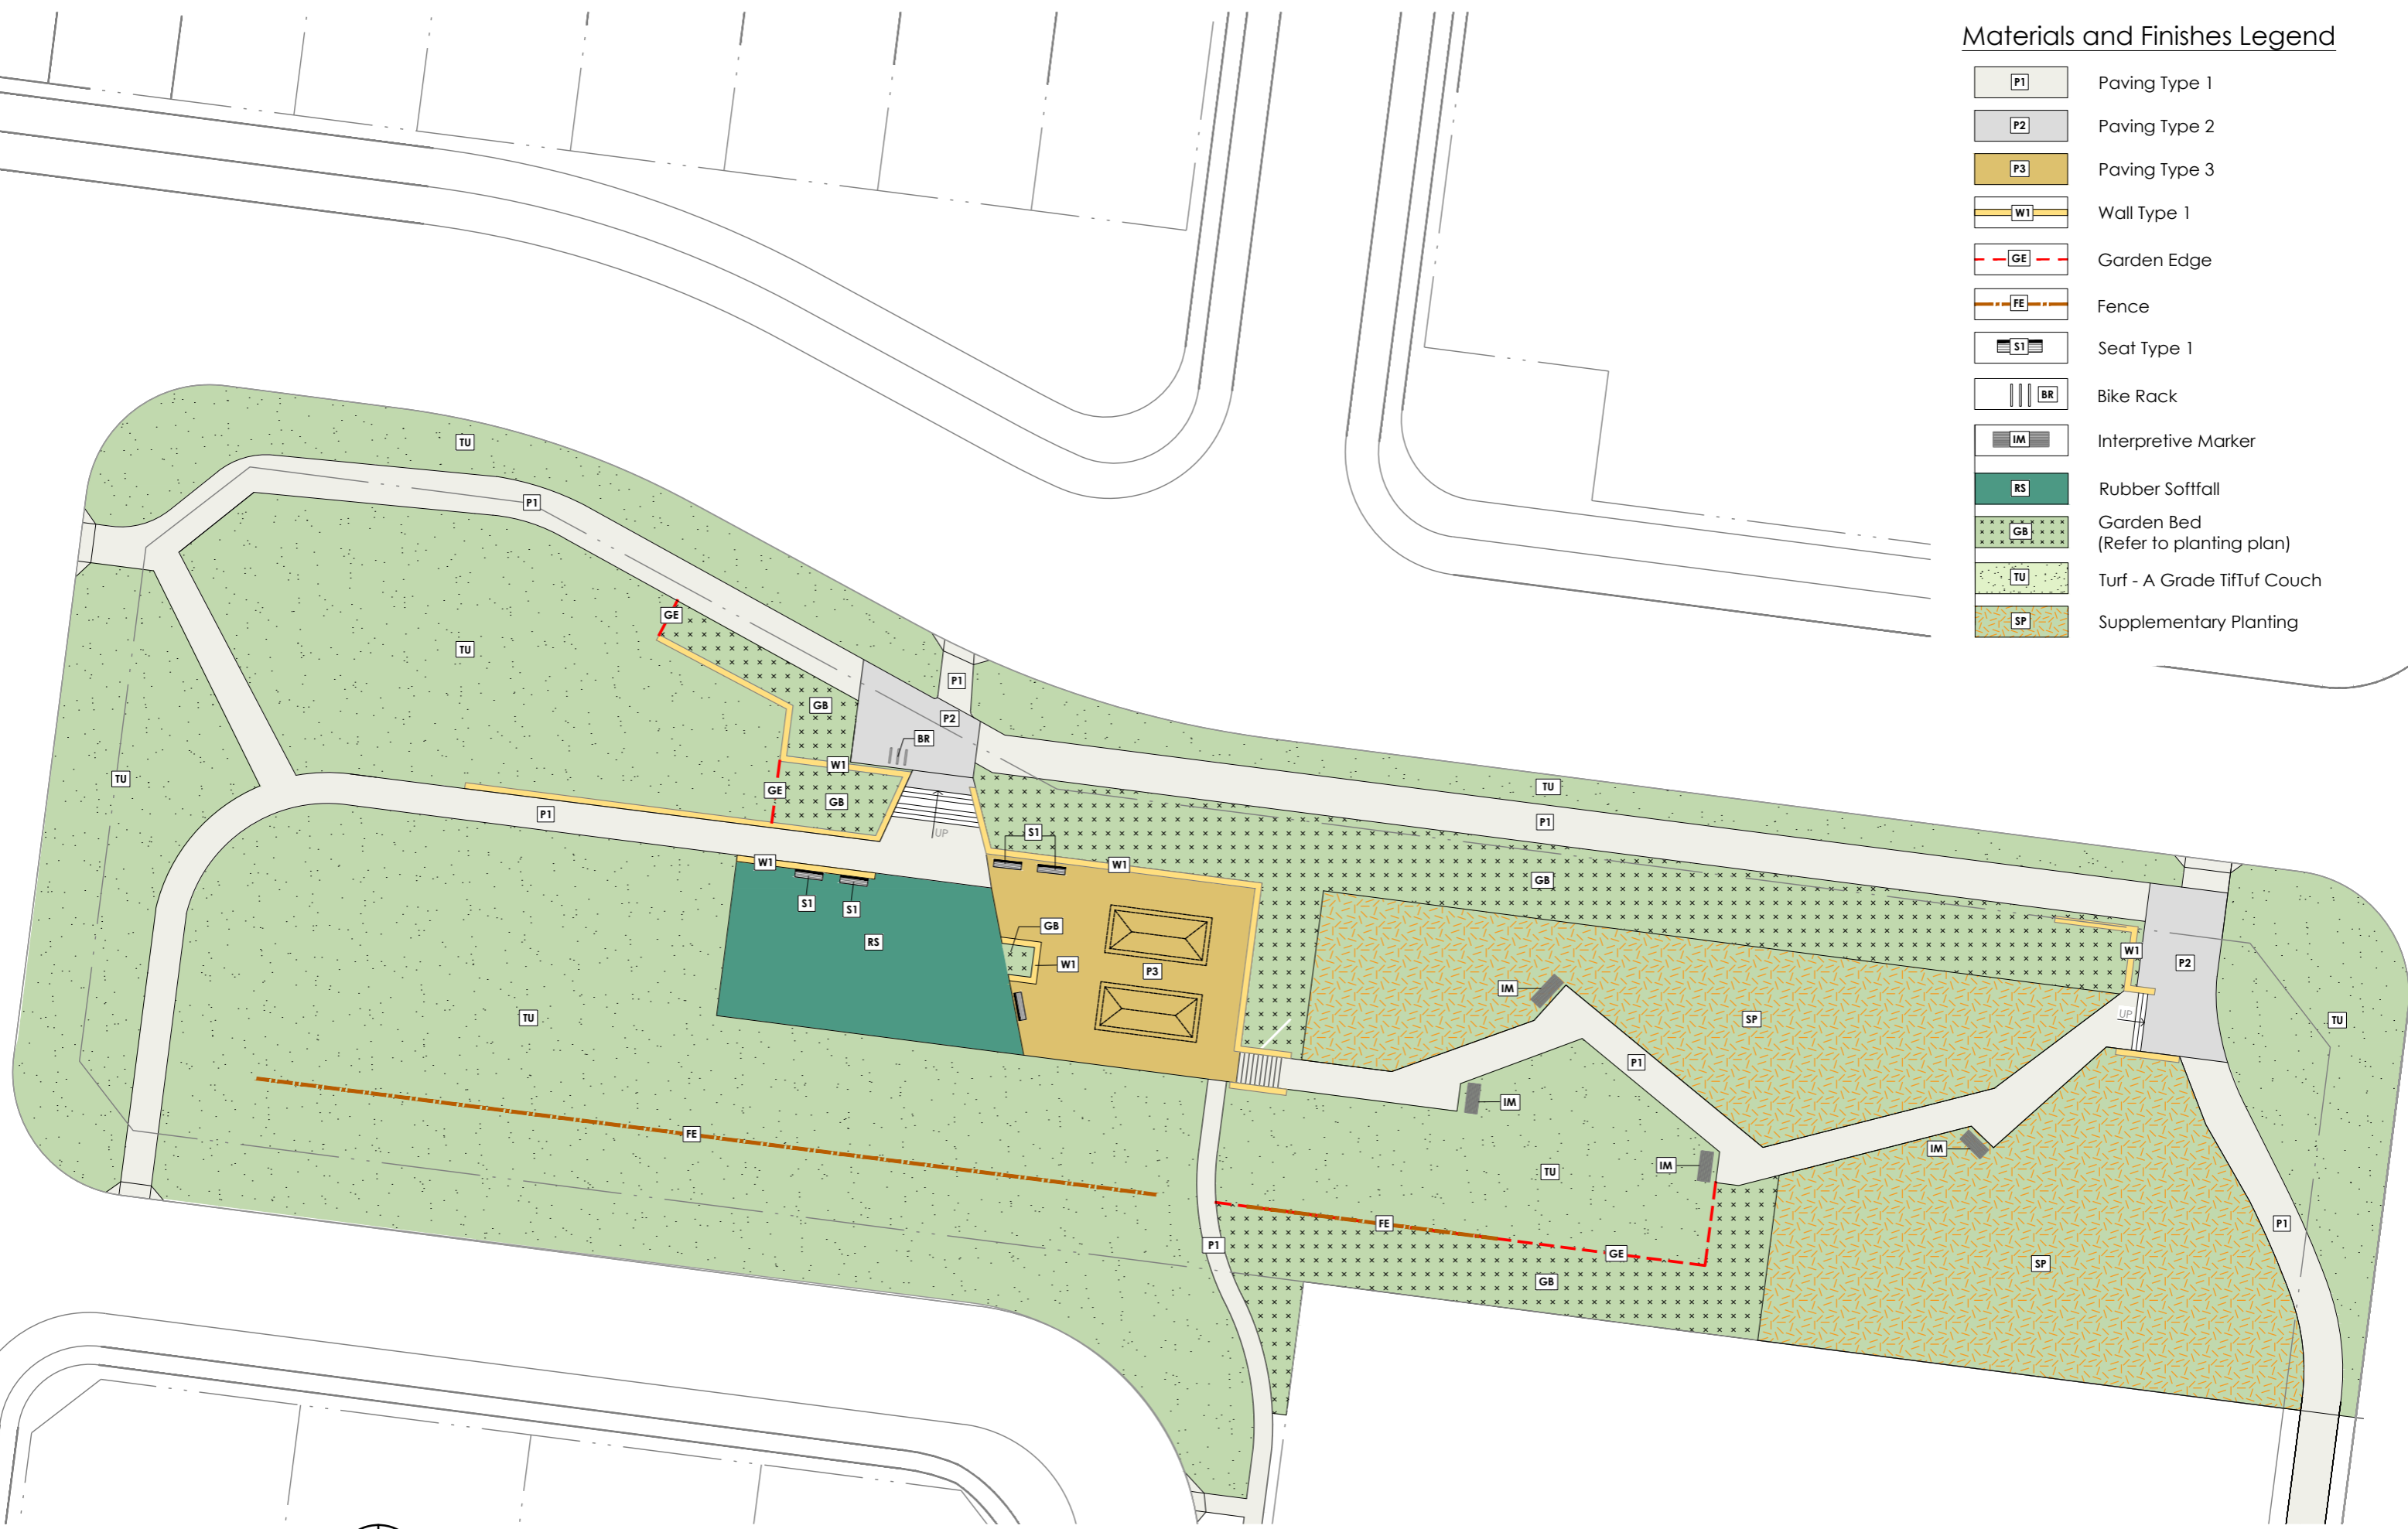 Materials and Finishes Legend
P1 Paving Type 1
P2 Paving Type 2
P3 Paving Type 3
W1 Wall Type 1
GE Garden Edge
FE Fence
S1 Seat Type 1
BR Bike Rack
IM Interpretive Marker
RS Rubber Softfall
GB Garden Bed
(Refer to planting plan)
TU Turf - A Grade TifTuf Couch
SP Supplementary Planting
TU
P1
GE
TU
P1
GB
P2
BR
W1
TU
GE
TU
GB
P1
P1
UP
S1
W1
W1
GB
S1
S1
GB
RS
W1
W1
P2
P3
IM
UP
TU
SP
TU
P1
IM
FE
IM
IM
TU
FE
P1
P1
GE
SP
GB